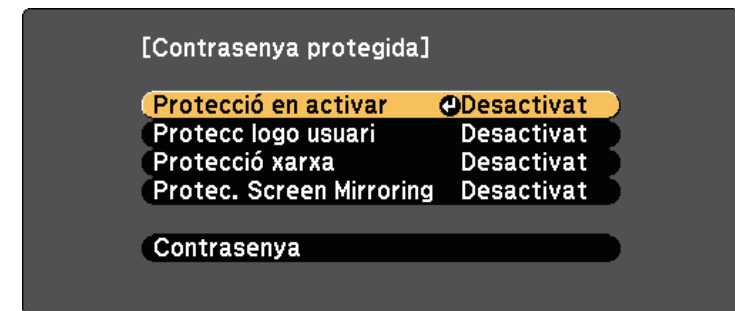 [Contrasenya protegida]
Protecció en activar Desactivat
Protecc logo usuari Desactivat
Protecció xarxa Desactivat
Protec. Screen Mirroring Desactivat
Contrasenya